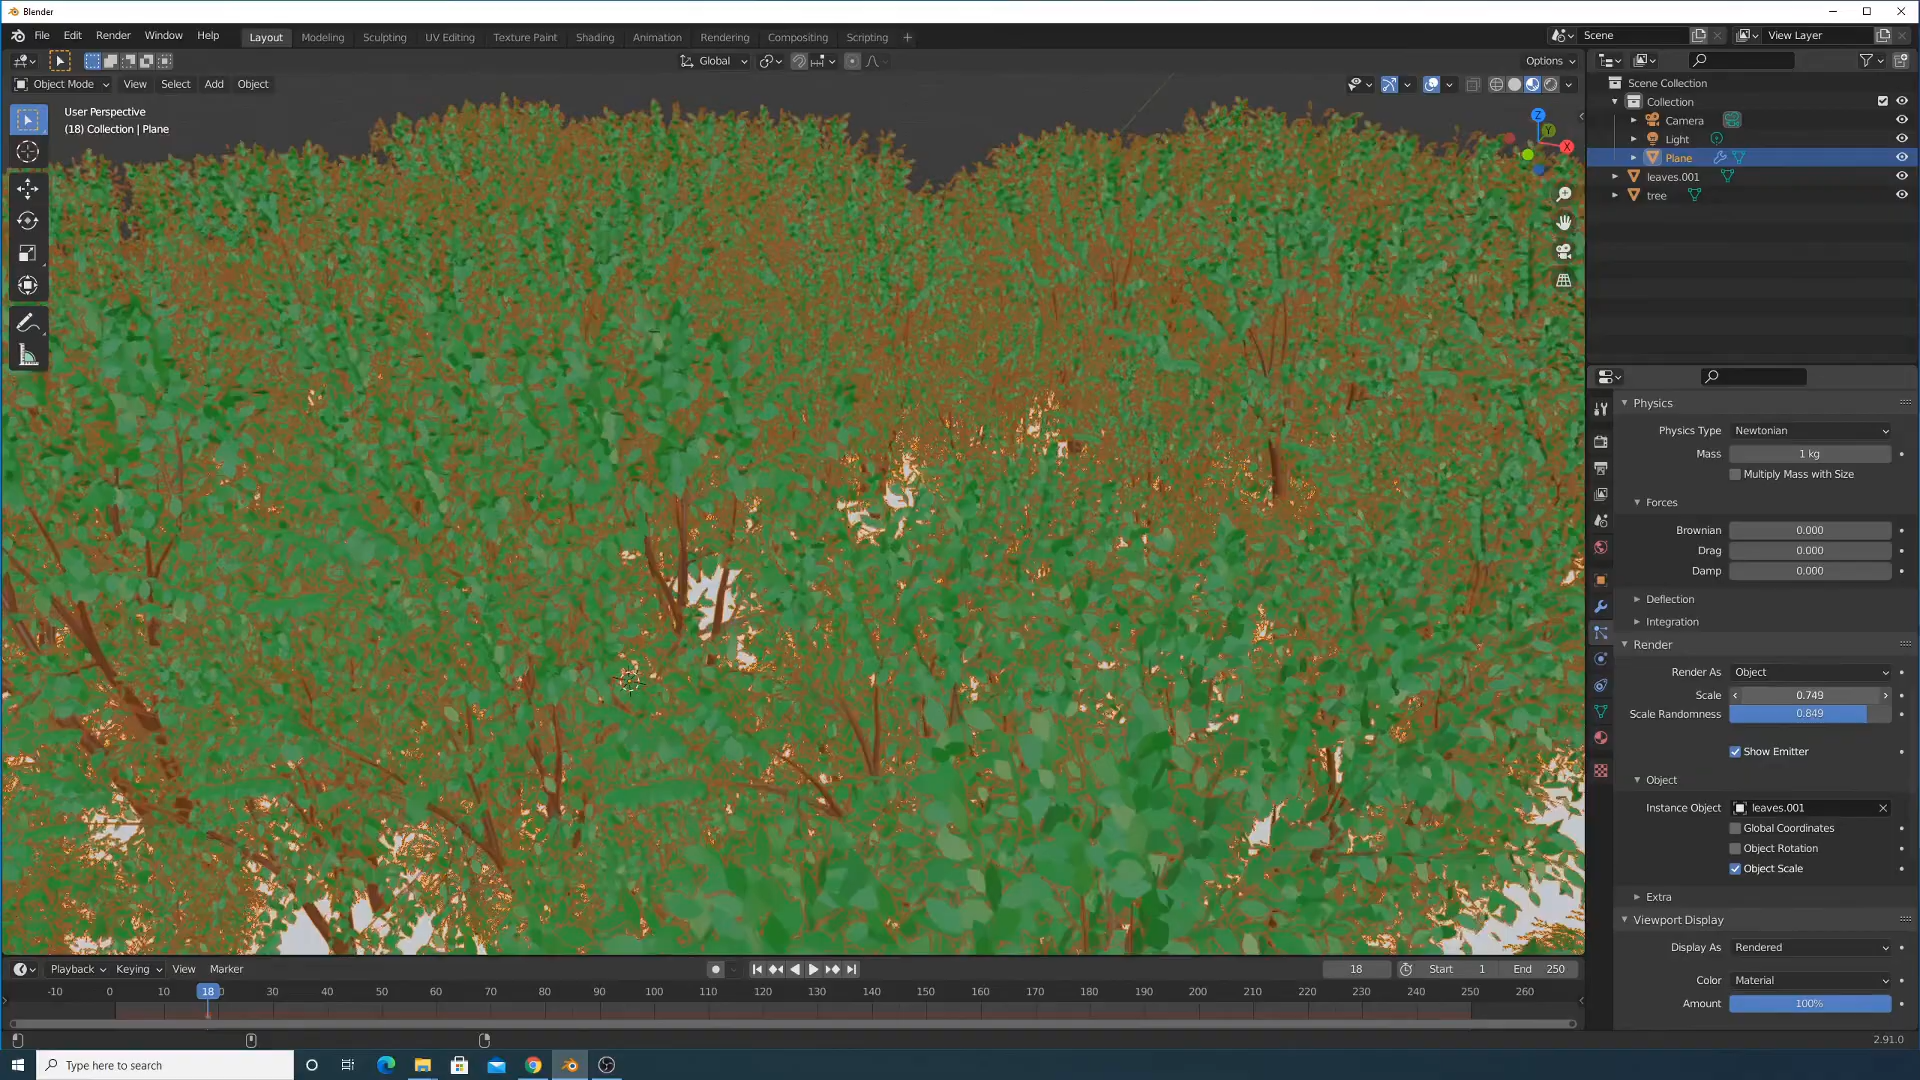 Blender
File Edit Render Window Help Layout Modeling Sculpting UV Editing Texture Paint Shading Animation Rendering Compositing Scripting + Scene View Layer
Global Options
Object Mode View Select Add Object
User Perspective
(18) Collection | Plane
Z
Y
X
Scene Collection
Collection
Camera
Light
Plane
leaves.001
tree
Physics
Physics Type Newtonian
Mass 1 kg
Multiply Mass with Size
Forces
Brownian 0.000
Drag 0.000
Damp 0.000
Deflection
Integration
Render
Render As Object
Scale 0.749
Scale Randomness 0.849
Show Emitter
Object
Instance Object leaves.001
Global Coordinates
Object Rotation
Object Scale
Extra
Viewport Display
Display As Rendered
Color Material
Amount 100%
Playback Keying View Marker 18 Start 1 End 250
-10 0 10 18 30 40 50 60 70 80 90 100 110 120 130 140 150 160 170 180 190 200 210 220 230 240 250 260
2.91.0
Type here to search